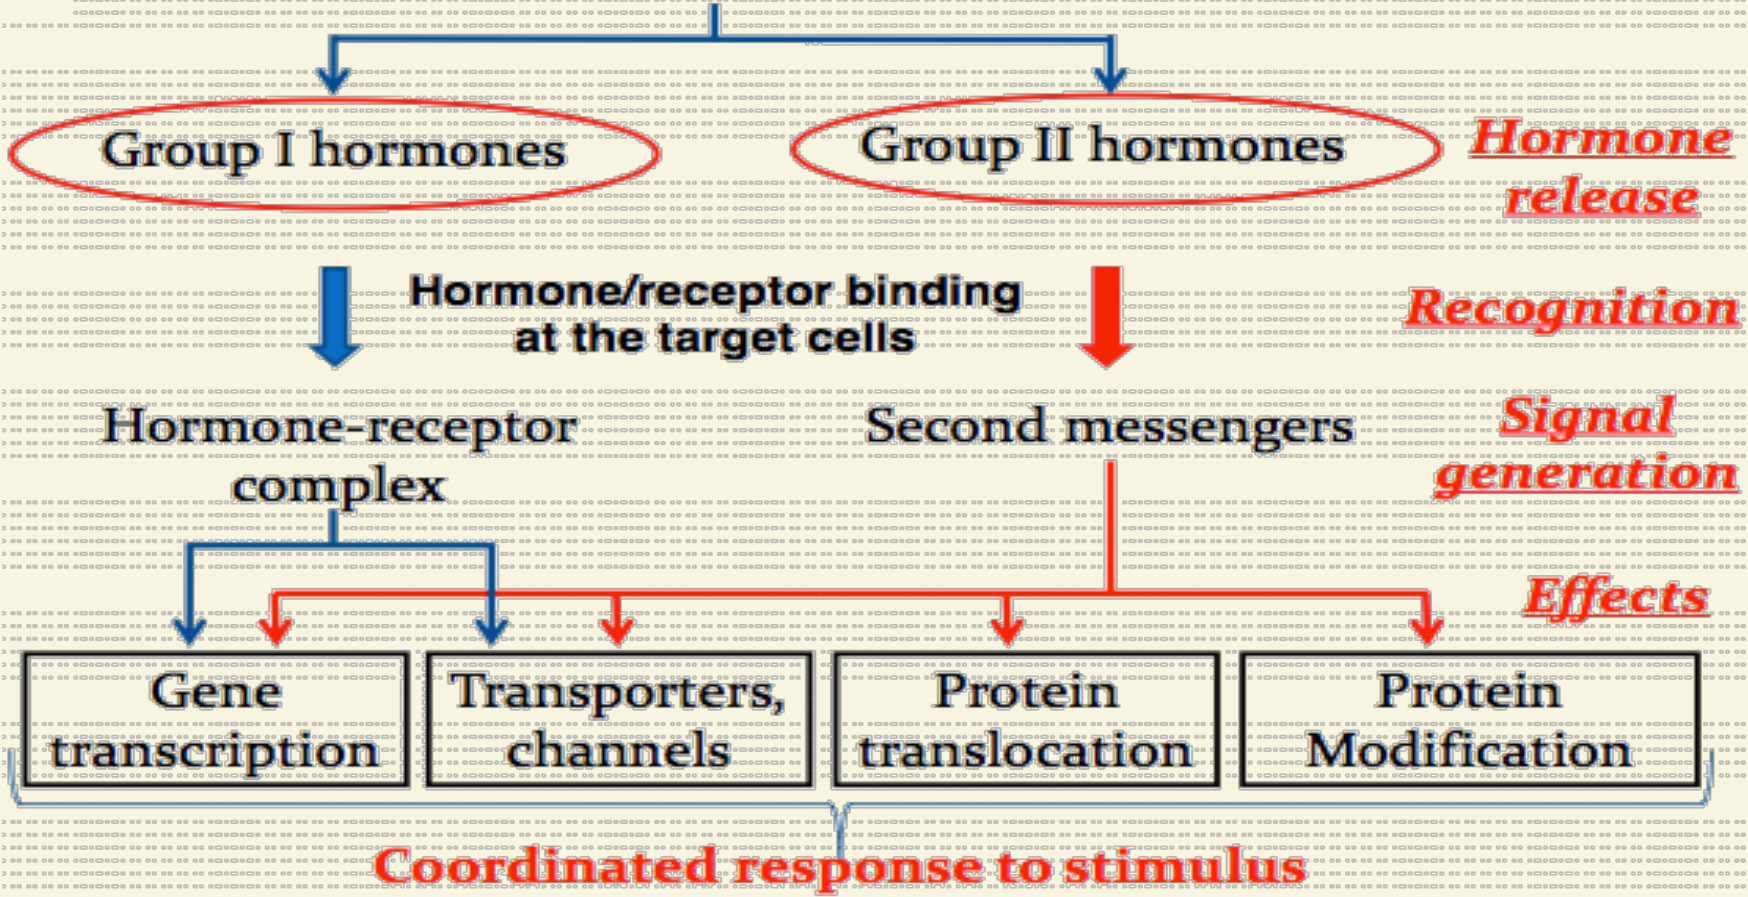 Group I hormones
Group II hormones
Hormone
release
Hormone/receptor binding
at the target cells
Recognition
Hormone-receptor
complex
Second messengers
Signal
generation
Effects
Gene
transcription
Transporters,
channels
Protein
translocation
Protein
Modification
Coordinated response to stimulus